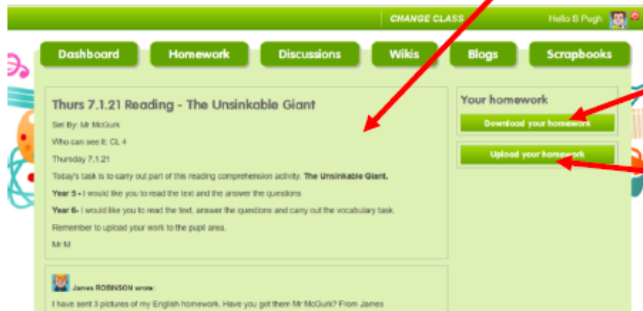 CHANGE CLASS
Hello S Pugh
Dashboard Homework Discussions Wikis Blogs Scrapbooks
Thurs 7.1.21 Reading - The Unsinkable Giant
Set By: Mr McGurk
Who can see it: CL 4
Thursday 7.1.21
Today's task is to carry out part of this reading comprehension activity. The Unsinkable Giant.
Year 5 - I would like you to read the text and the answer the questions
Year 6- I would like you to read the text, answer the questions and carry out the vocabulary task.
Remember to upload your work to the pupil area.
Mr M
Your homework
Download your homework
Upload your homework
James ROBINSON wrote:
I have sent 3 pictures of my English homework. Have you got them Mr McGurk? From James